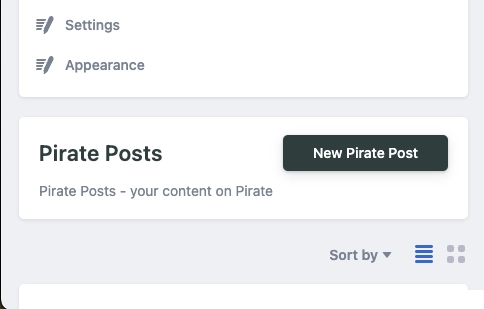 Settings
Appearance
Pirate Posts
New Pirate Post
Pirate Posts - your content on Pirate
Sort by